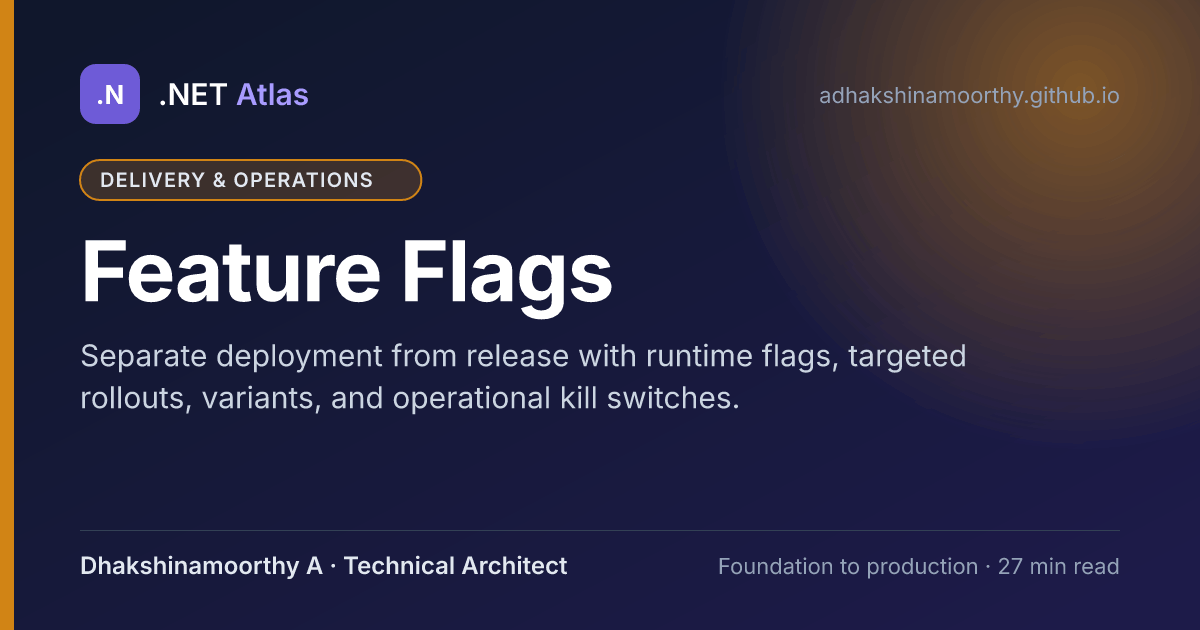 .N
.NET Atlas
adhakshinamoorthy.github.io
DELIVERY & OPERATIONS
Feature Flags
Separate deployment from release with runtime flags, targeted
rollouts, variants, and operational kill switches.
Dhakshinamoorthy A · Technical Architect
Foundation to production · 27 min read